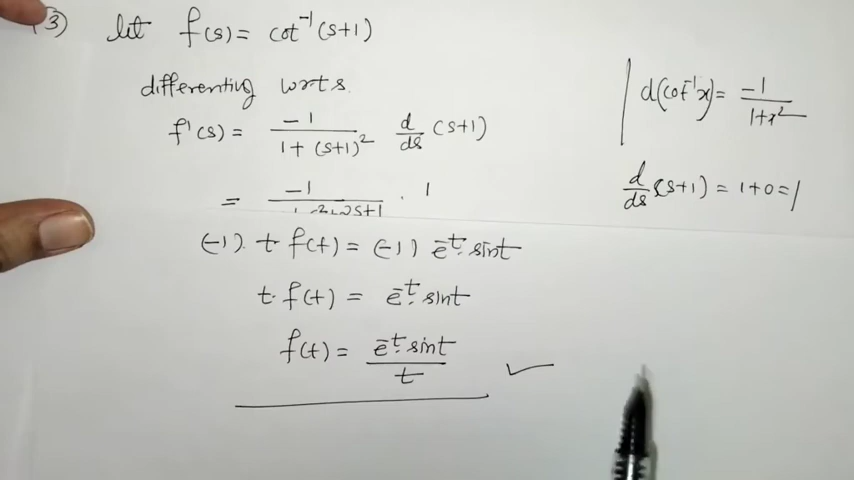 (3) let f(s) = cot⁻¹(s+1)
differenting w.r.t s.
f'(s) = -1/(1+(s+1)²) d/ds (s+1)
= -1/ . 1
(-1). t f(t) = (-1) e^-t. sint
t. f(t) = e^-t. sint
f(t) = e^-t. sint/t ✓
d(cot⁻¹x) = -1/(1+x²)
d/ds (s+1) = 1+0 = 1